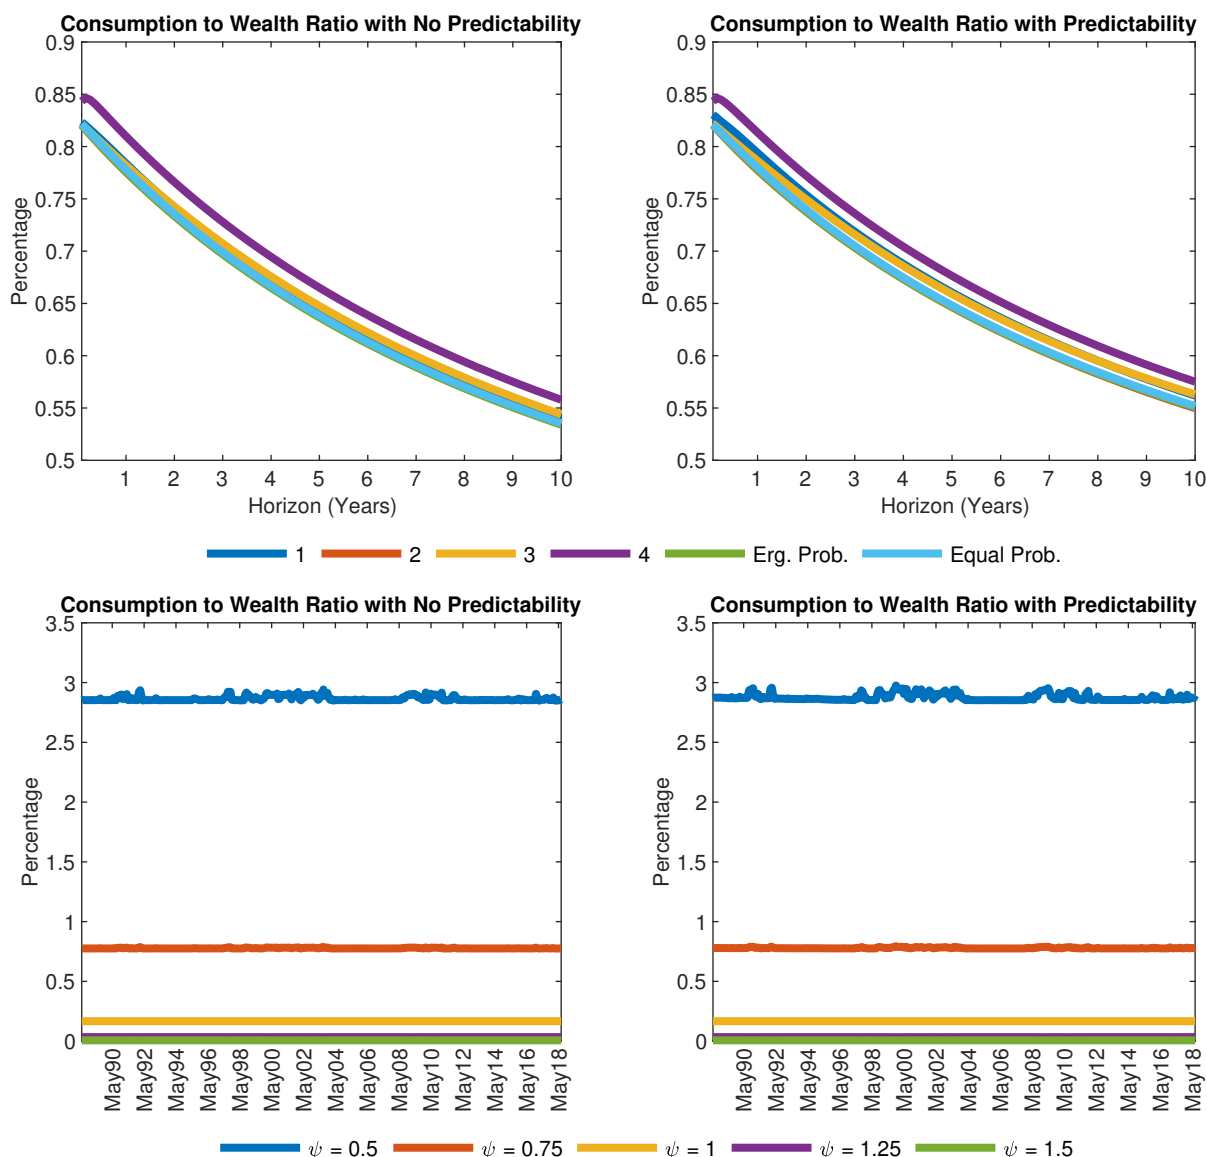 Consumption to Wealth Ratio with No Predictability
0.9
0.85
0.8
0.75
0.7
0.65
0.6
0.55
0.5
Percentage
1 2 3 4 5 6 7 8 9 10
Horizon (Years)
Consumption to Wealth Ratio with Predictability
0.9
0.85
0.8
0.75
0.7
0.65
0.6
0.55
0.5
Percentage
1 2 3 4 5 6 7 8 9 10
Horizon (Years)
1 2 3 4 Erg. Prob. Equal Prob.
Consumption to Wealth Ratio with No Predictability
3.5
3
2.5
2
1.5
1
0.5
0
Percentage
May90 May92 May94 May96 May98 May00 May02 May04 May06 May08 May10 May12 May14 May16 May18
Consumption to Wealth Ratio with Predictability
3.5
3
2.5
2
1.5
1
0.5
0
Percentage
May90 May92 May94 May96 May98 May00 May02 May04 May06 May08 May10 May12 May14 May16 May18
ψ = 0.5 ψ = 0.75 ψ = 1 ψ = 1.25 ψ = 1.5